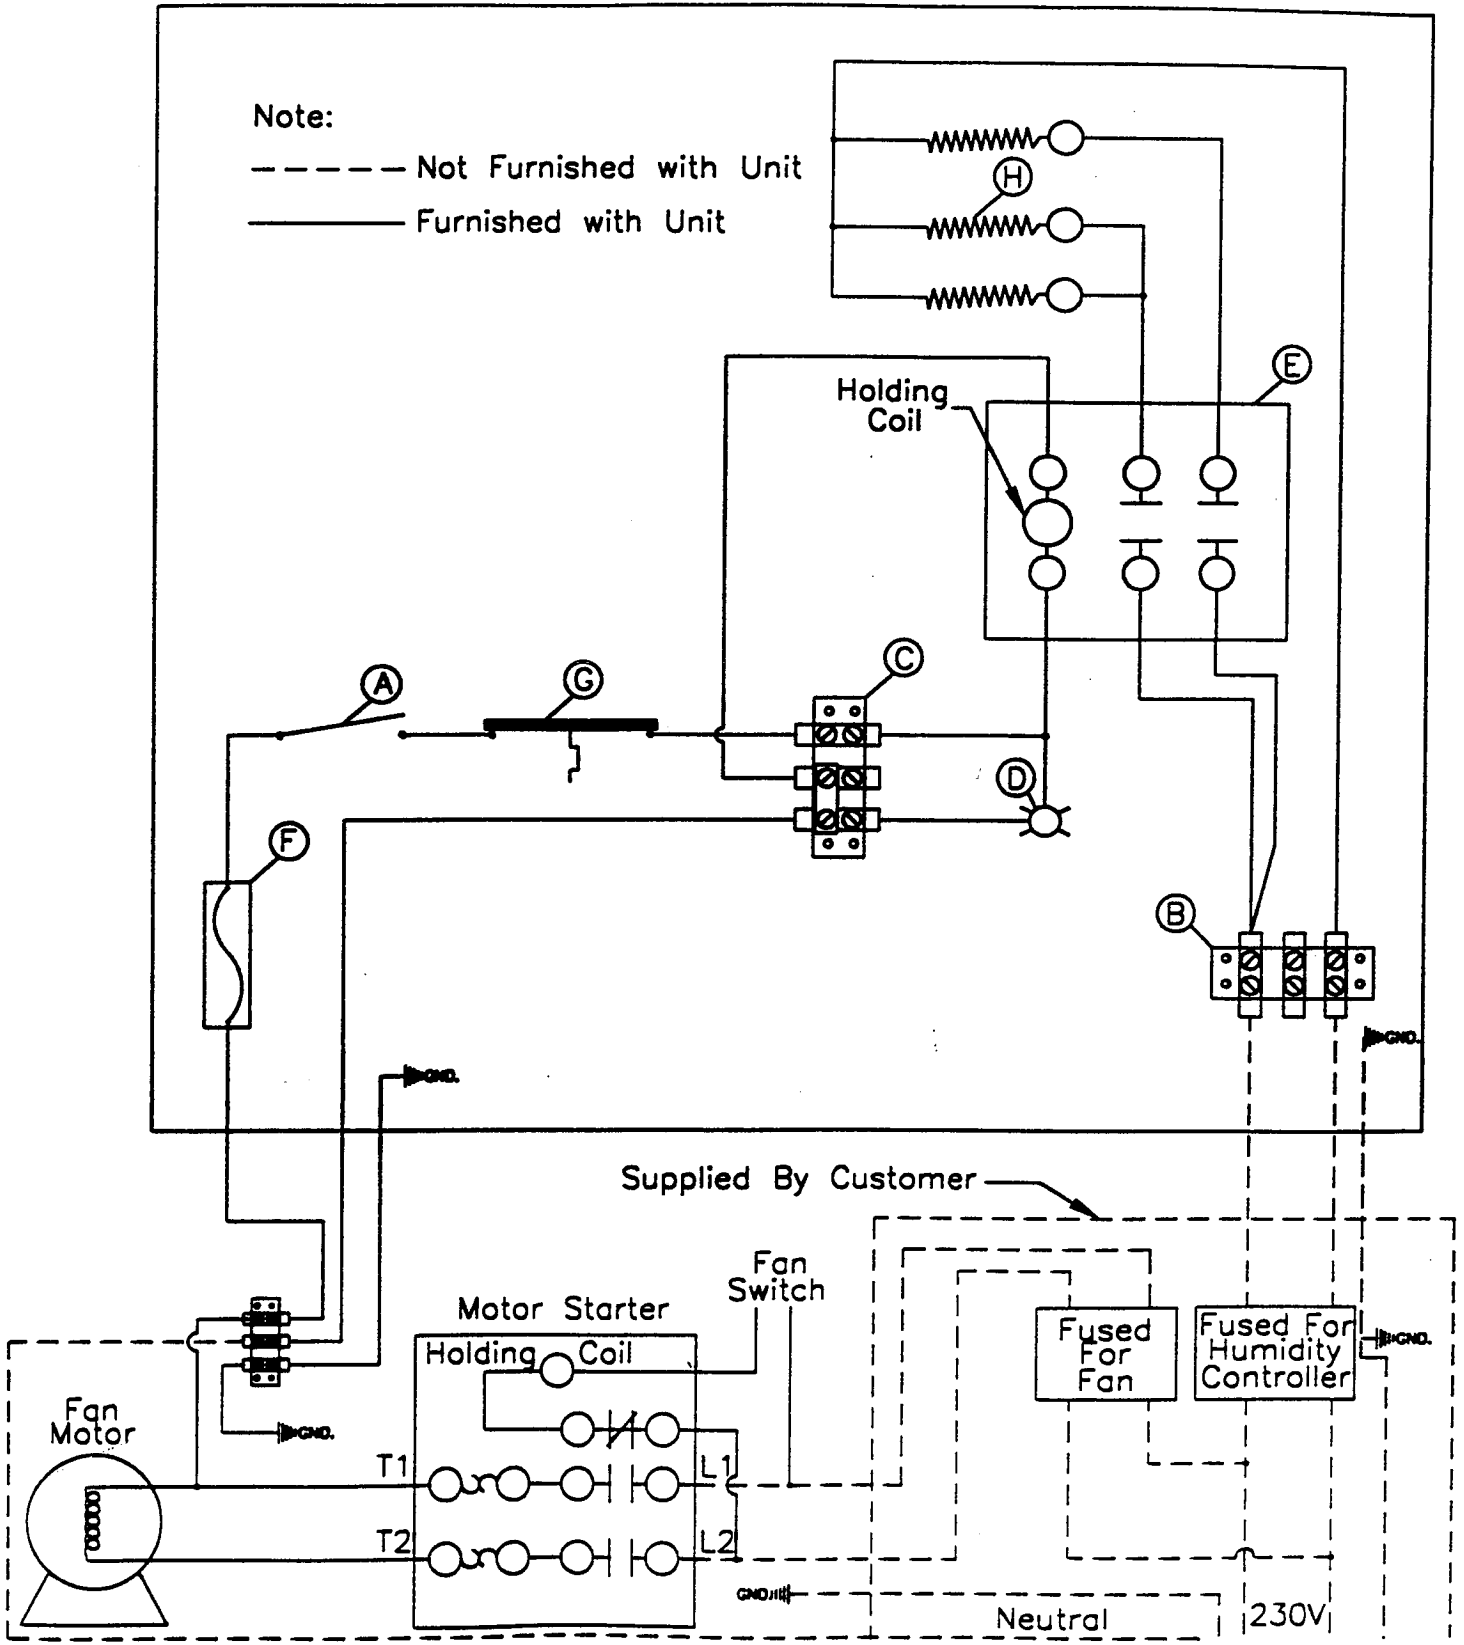 Note:
Not Furnished with Unit
Furnished with Unit
H
E
Holding
Coil
C
A
G
D
F
B
GND.
GND.
Supplied By Customer
Fan
Switch
Motor Starter
Holding Coil
Fused
For
Fan
Fused For
Humidity
Controller
GND.
Fan
Motor
GND.
T1
L1
T2
L2
GND
Neutral
230V